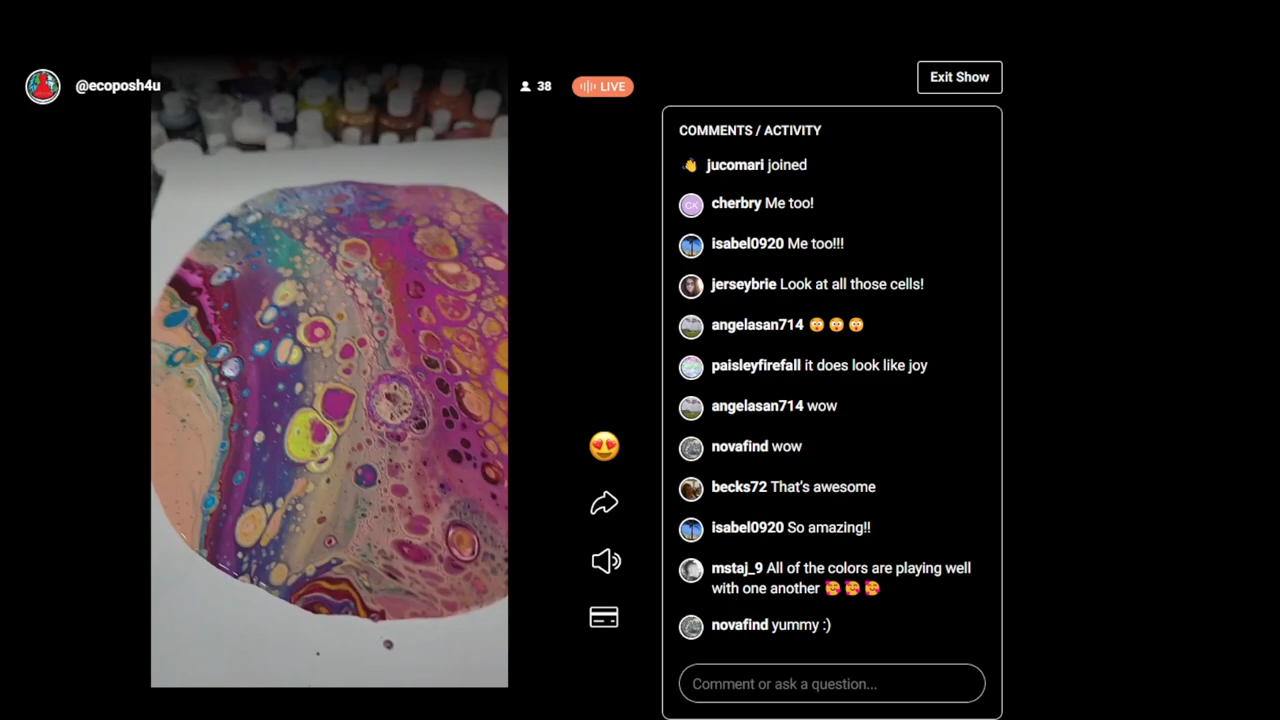 @ecoposh4u
38
LIVE
Exit Show
COMMENTS / ACTIVITY
jucomari joined
CK
cherbry Me too!
isabel0920 Me too!!!
jerseybrie Look at all those cells!
angelasan714 😳 😳 😳
paisleyfirefall it does look like joy
angelasan714 wow
novafind wow
becks72 That's awesome
isabel0920 So amazing!!
mstaj_9 All of the colors are playing well
with one another 🥰 🥰 🥰
novafind yummy :)
Comment or ask a question...